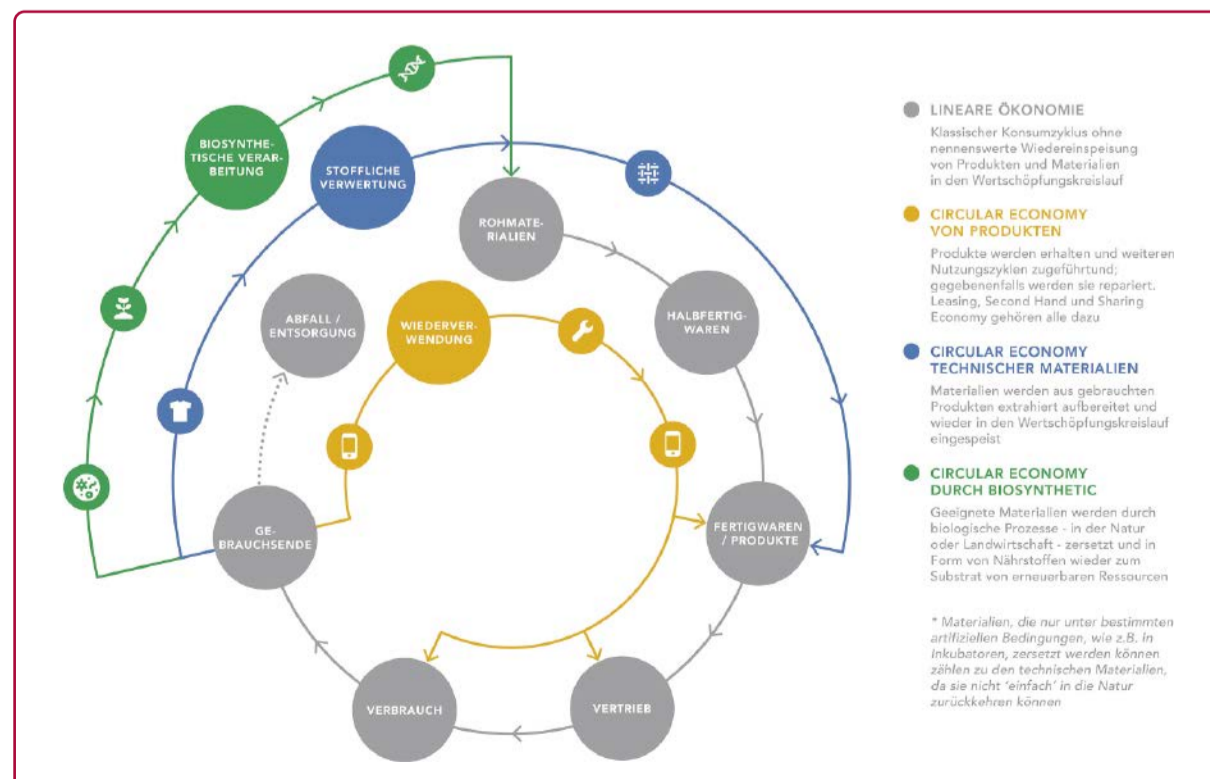 BIOSYNTHE-
TISCHE VERAR-
BEITUNG
STOFFLICHE
VERWERTUNG
ROHMATE-
RIALIEN
ABFALL /
ENTSORGUNG
WIEDERVER-
WENDUNG
HALBFERTIG-
WAREN
GE-
BRAUCHSENDE
FERTIGWAREN
/ PRODUKTE
VERBRAUCH
VERTRIEB
LINEARE ÖKONOMIE
Klassischer Konsumzyklus ohne
nennenswerte Wiedereinspeisung
von Produkten und Materialien
in den Wertschöpfungskreislauf
CIRCULAR ECONOMY
VON PRODUKTEN
Produkte werden erhalten und weiteren
Nutzungszyklen zugeführtund;
gegebenenfalls werden sie repariert.
Leasing, Second Hand und Sharing
Economy gehören alle dazu
CIRCULAR ECONOMY
TECHNISCHER MATERIALIEN
Materialien werden aus gebrauchten
Produkten extrahiert aufbereitet und
wieder in den Wertschöpfungskreislauf
eingespeist
CIRCULAR ECONOMY
DURCH BIOSYNTHETIC
Geeignete Materialien werden durch
biologische Prozesse - in der Natur
oder Landwirtschaft - zersetzt und in
Form von Nährstoffen wieder zum
Substrat von erneuerbaren Ressourcen
* Materialien, die nur unter bestimmten
artifiziellen Bedingungen, wie z.B. in
Inkubatoren, zersetzt werden können
zählen zu den technischen Materialien,
da sie nicht 'einfach' in die Natur
zurückkehren können